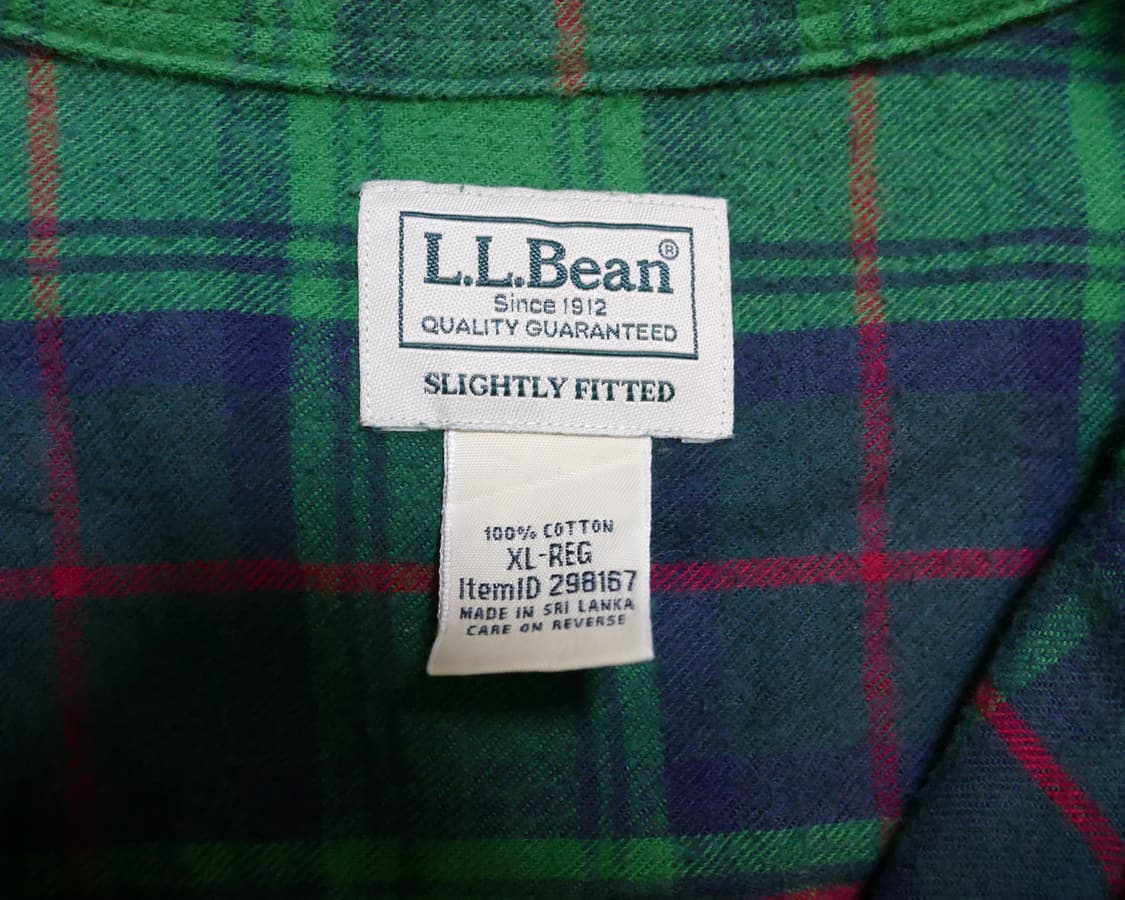 L.L.Bean®
Since 1912
QUALITY GUARANTEED
SLIGHTLY FITTED
100% COTTON
XL-REG
ItemID 298167
MADE IN SRI LANKA
CARE ON REVERSE